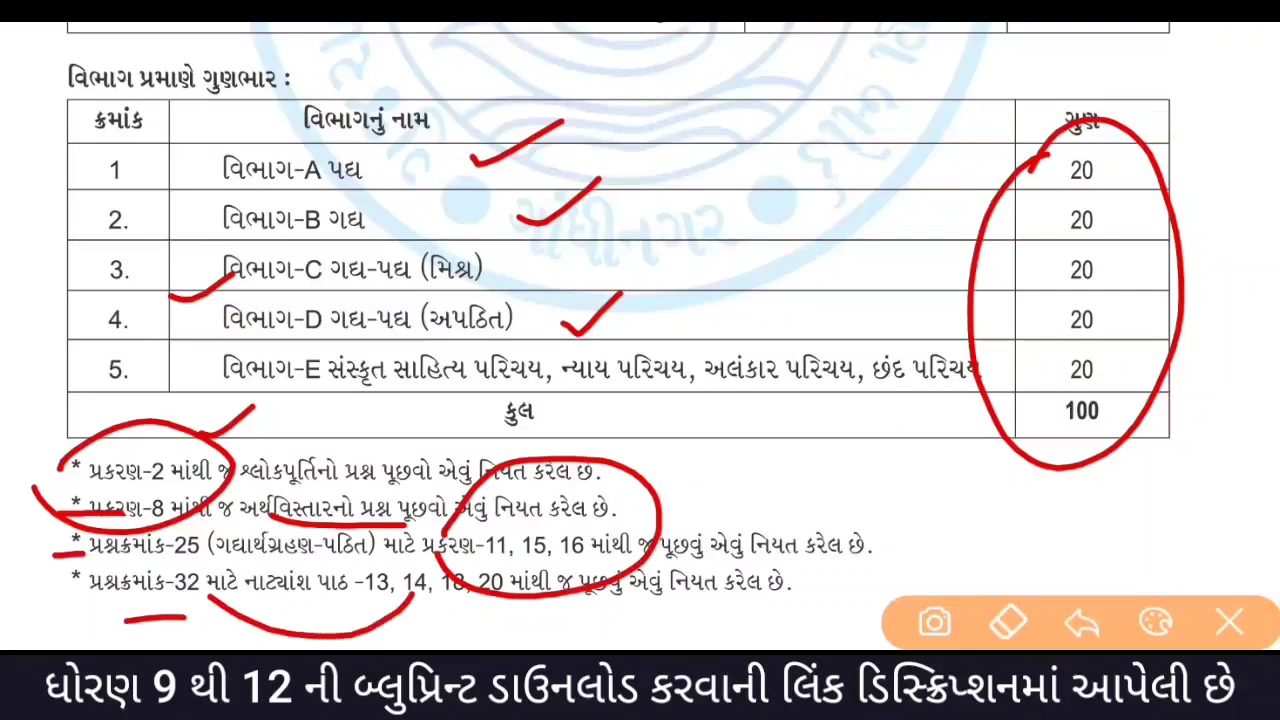 વિભાગ પ્રમાણે ગુણભાર :
ક્રમાંક વિભાગનું નામ ગુણ
1 વિભાગ-A પદ્ય 20
2. વિભાગ-B ગદ્ય 20
3. વિભાગ-C ગદ્ય-પદ્ય (મિશ્ર) 20
4. વિભાગ-D ગદ્ય-પદ્ય (અપઠિત) 20
5. વિભાગ-E સંસ્કૃત સાહિત્ય પરિચય, ન્યાય પરિચય, અલંકાર પરિચય, છંદ પરિચય 20
કુલ 100
* પ્રકરણ-2 માંથી જ શ્લોકપૂર્તિનો પ્રશ્ન પૂછવો એવું નિયત કરેલ છે.
* પ્રકરણ-8 માંથી જ અર્થવિસ્તારનો પ્રશ્ન પૂછવો એવું નિયત કરેલ છે.
* પ્રશ્નક્રમાંક-25 (ગદ્યાર્થગ્રહણ-પઠિત) માટે પ્રકરણ-11, 15, 16 માંથી જ પૂછવું એવું નિયત કરેલ છે.
* પ્રશ્નક્રમાંક-32 માટે નાટ્યાંશ પાઠ -13, 14, 18, 20 માંથી જ પૂછવું એવું નિયત કરેલ છે.
ગાંધીનગર
ધોરણ 9 થી 12 ની બ્લુપ્રિન્ટ ડાઉનલોડ કરવાની લિંક ડિસ્ક્રિપ્શનમાં આપેલી છે